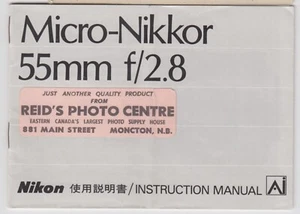 Micro-Nikkor
55mm f/2.8
JUST ANOTHER QUALITY PRODUCT
FROM
REID'S PHOTO CENTRE
EASTERN CANADA'S LARGEST PHOTO SUPPLY HOUSE
881 MAIN STREET MONCTON, N.B.
Nikon 使用説明書/INSTRUCTION MANUAL Ai